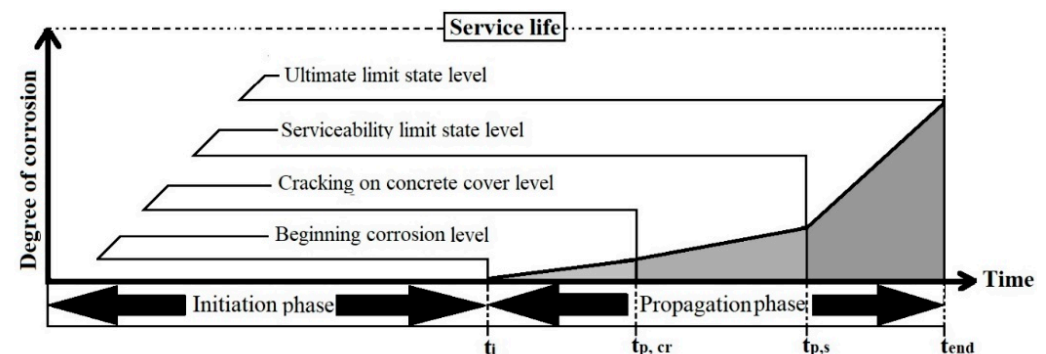 Service life
Degree of corrosion
Ultimate limit state level
Serviceability limit state level
Cracking on concrete cover level
Beginning corrosion level
Time
Initiation phase
Propagation phase
ti
tp, cr
tp,s
tend